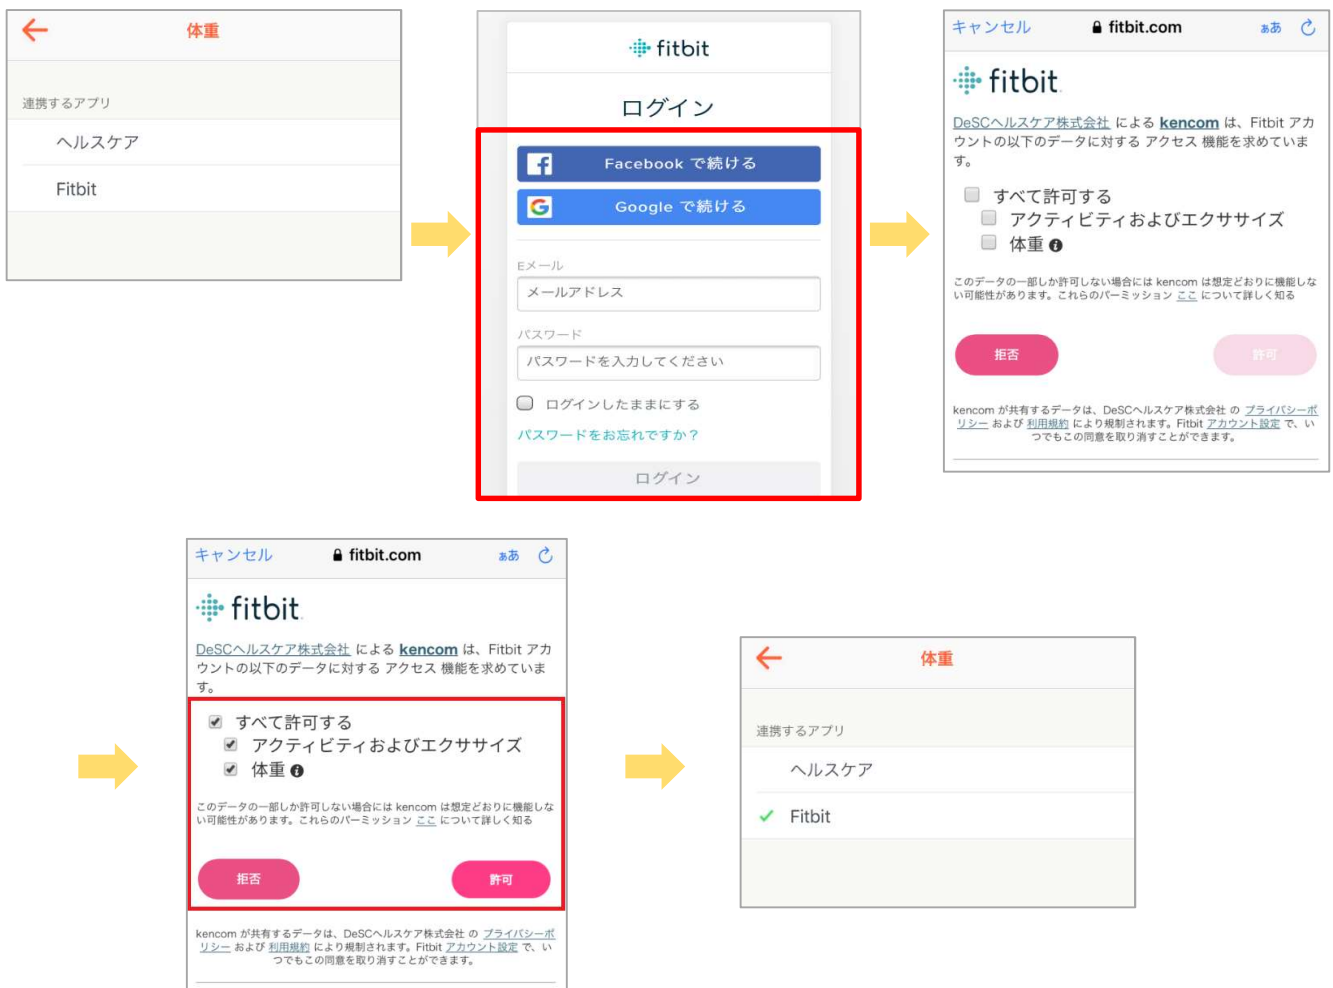 体重
連携するアプリ
ヘルスケア
Fitbit
fitbit
ログイン
Facebook で続ける
Google で続ける
Eメール
メールアドレス
パスワード
パスワードを入力してください
ログインしたままにする
パスワードをお忘れですか？
ログイン
キャンセル fitbit.com ぁあ
fitbit
DeSCヘルスケア株式会社 による kencom は、Fitbit アカ
ウントの以下のデータに対する アクセス 機能を求めていま
す。
すべて許可する
アクティビティおよびエクササイズ
体重
このデータの一部しか許可しない場合には kencom は想定どおりに機能しな
い可能性があります。これらのパーミッション ここ について詳しく知る
拒否 許可
kencom が共有するデータは、DeSCヘルスケア株式会社 の プライバシーポ
リシー および 利用規約 により規制されます。Fitbit アカウント設定 で、い
つでもこの同意を取り消すことができます。
キャンセル fitbit.com ぁあ
fitbit
DeSCヘルスケア株式会社 による kencom は、Fitbit アカ
ウントの以下のデータに対する アクセス 機能を求めていま
す。
すべて許可する
アクティビティおよびエクササイズ
体重
このデータの一部しか許可しない場合には kencom は想定どおりに機能しな
い可能性があります。これらのパーミッション ここ について詳しく知る
拒否 許可
kencom が共有するデータは、DeSCヘルスケア株式会社 の プライバシーポ
リシー および 利用規約 により規制されます。Fitbit アカウント設定 で、い
つでもこの同意を取り消すことができます。
体重
連携するアプリ
ヘルスケア
Fitbit